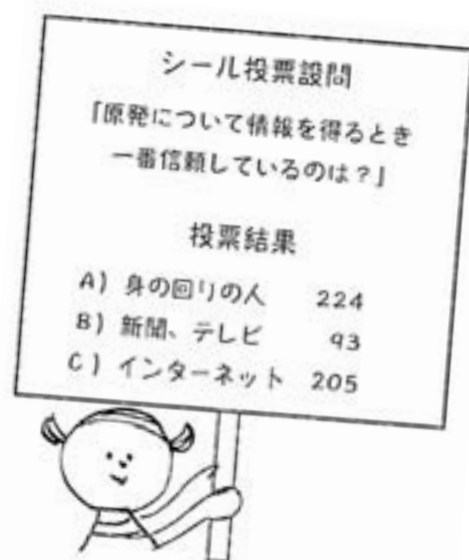 シール投票設問
「原発について情報を得るとき
一番信頼しているのは？」
投票結果
A) 身の回りの人 224
B) 新聞、テレビ 93
C) インターネット 205